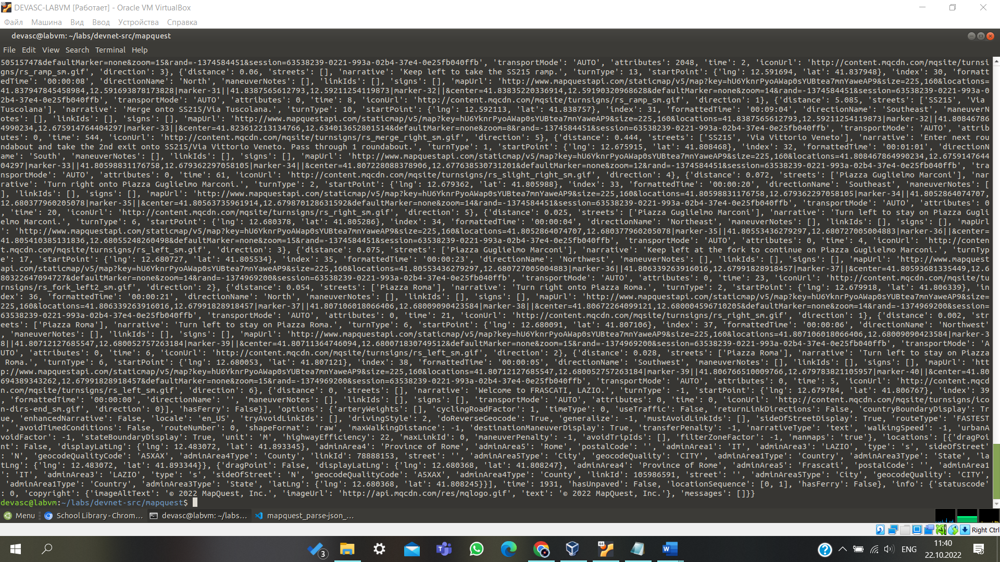 DEVASC-LABVM [Работает] - Oracle VM VirtualBox
Файл Машина Вид Ввод Устройства Справка
devasc@labvm: ~/labs/devnet-src/mapquest
File Edit View Search Terminal Help
50515747&defaultMarker=none&zoom=15&rand=-1374584451&session=63538239-0221-993a-02b4-37e4-0e25fb040ffb', 'transportMode': 'AUTO', 'attributes': 2048, 'time': 2, 'iconUrl': 'http://content.mqcdn.com/mqsite/turnsi
gns/rs_ramp_sm.gif', 'direction': 3}, {'distance': 0.06, 'streets': [], 'narrative': 'Keep left to take the SS215 ramp.', 'turnType': 13, 'startPoint': {'lng': 12.591694, 'lat': 41.837948}, 'index': 30, 'formatt
edTime': '00:00:08', 'directionName': 'North', 'maneuverNotes': [], 'linkIds': [], 'signs': [], 'mapUrl': 'http://www.mapquestapi.com/staticmap/v5/map?key=hU6YknrPyoAWap0sYUBtea7mnYaweAP9&size=225,160&locations=
41.837947845458984,12.591693878173828|marker-31||41.8387565612793,12.59211254119873|marker-32||&center=41.83835220336914,12.59190320968628&defaultMarker=none&zoom=14&rand=-1374584451&session=63538239-0221-993a-0
2b4-37e4-0e25fb040ffb', 'transportMode': 'AUTO', 'attributes': 0, 'time': 8, 'iconUrl': 'http://content.mqcdn.com/mqsite/turnsigns/rs_ramp_sm.gif', 'direction': 1}, {'distance': 5.085, 'streets': ['SS215', 'Via 
Tuscolana'], 'narrative': 'Merge onto SS215/Via Tuscolana.', 'turnType': 10, 'startPoint': {'lng': 12.592113, 'lat': 41.838757}, 'index': 31, 'formattedTime': '00:09:04', 'directionName': 'Southeast', 'maneuverN
otes': [], 'linkIds': [], 'signs': [], 'mapUrl': 'http://www.mapquestapi.com/staticmap/v5/map?key=hU6YknrPyoAWap0sYUBtea7mnYaweAP9&size=225,160&locations=41.8387565612793,12.59211254119873|marker-32||41.80846786
4990234,12.675914764404297|marker-33||&center=41.823612213134766,12.634013652801514&defaultMarker=none&zoom=8&rand=-1374584451&session=63538239-0221-993a-02b4-37e4-0e25fb040ffb', 'transportMode': 'AUTO', 'attrib
utes': 0, 'time': 544, 'iconUrl': 'http://content.mqcdn.com/mqsite/turnsigns/rs_merge_right_sm.gif', 'direction': 5}, {'distance': 0.444, 'streets': ['SS215', 'Via Vittorio Veneto'], 'narrative': 'Enter next rou
ndabout and take the 2nd exit onto SS215/Via Vittorio Veneto. Pass through 1 roundabout.', 'turnType': 1, 'startPoint': {'lng': 12.675915, 'lat': 41.808468}, 'index': 32, 'formattedTime': '00:01:01', 'directionN
ame': 'South', 'maneuverNotes': [], 'linkIds': [], 'signs': [], 'mapUrl': 'http://www.mapquestapi.com/staticmap/v5/map?key=hU6YknrPyoAWap0sYUBtea7mnYaweAP9&size=225,160&locations=41.808467864990234,12.6759147644
04297|marker-33||41.80598831176758,12.679362297058105|marker-34||&center=41.807228088378906,12.677638530731201&defaultMarker=none&zoom=12&rand=-1374584451&session=63538239-0221-993a-02b4-37e4-0e25fb040ffb', 'tra
nsportMode': 'AUTO', 'attributes': 0, 'time': 61, 'iconUrl': 'http://content.mqcdn.com/mqsite/turnsigns/rs_slight_right_sm.gif', 'direction': 4}, {'distance': 0.072, 'streets': ['Piazza Guglielmo Marconi'], 'nar
rative': 'Turn right onto Piazza Guglielmo Marconi.', 'turnType': 2, 'startPoint': {'lng': 12.679362, 'lat': 41.805988}, 'index': 33, 'formattedTime': '00:00:20', 'directionName': 'Southeast', 'maneuverNotes': [
], 'linkIds': [], 'signs': [], 'mapUrl': 'http://www.mapquestapi.com/staticmap/v5/map?key=hU6YknrPyoAWap0sYUBtea7mnYaweAP9&size=225,160&locations=41.80598831176758,12.679362297058105|marker-34||41.8052864074707,
12.680377960205078|marker-35||&center=41.80563735961914,12.679870128631592&defaultMarker=none&zoom=14&rand=-1374584451&session=63538239-0221-993a-02b4-37e4-0e25fb040ffb', 'transportMode': 'AUTO', 'attributes': 0
, 'time': 20, 'iconUrl': 'http://content.mqcdn.com/mqsite/turnsigns/rs_right_sm.gif', 'direction': 5}, {'distance': 0.025, 'streets': ['Piazza Guglielmo Marconi'], 'narrative': 'Turn left to stay on Piazza Gugli
elmo Marconi.', 'turnType': 6, 'startPoint': {'lng': 12.680378, 'lat': 41.805286}, 'index': 34, 'formattedTime': '00:00:04', 'directionName': 'Northeast', 'maneuverNotes': [], 'linkIds': [], 'signs': [], 'mapUrl
': 'http://www.mapquestapi.com/staticmap/v5/map?key=hU6YknrPyoAWap0sYUBtea7mnYaweAP9&size=225,160&locations=41.8052864074707,12.680377960205078|marker-35||41.80553436279297,12.680727005004883|marker-36||&center=
41.805410385131836,12.68055248260498&defaultMarker=none&zoom=15&rand=-1374584451&session=63538239-0221-993a-02b4-37e4-0e25fb040ffb', 'transportMode': 'AUTO', 'attributes': 0, 'time': 4, 'iconUrl': 'http://conten
t.mqcdn.com/mqsite/turnsigns/rs_left_sm.gif', 'direction': 3}, {'distance': 0.075, 'streets': ['Piazza Guglielmo Marconi'], 'narrative': 'Keep left at the fork to continue on Piazza Guglielmo Marconi.', 'turnTyp
e': 17, 'startPoint': {'lng': 12.680727, 'lat': 41.805534}, 'index': 35, 'formattedTime': '00:00:23', 'directionName': 'Northwest', 'maneuverNotes': [], 'linkIds': [], 'signs': [], 'mapUrl': 'http://www.mapquest
api.com/staticmap/v5/map?key=hU6YknrPyoAWap0sYUBtea7mnYaweAP9&size=225,160&locations=41.80553436279297,12.680727005004883|marker-36||41.806339263916016,12.67991828918457|marker-37||&center=41.80593681335449,12.6
80322647094727&defaultMarker=none&zoom=14&rand=-1374969200&session=63538239-0221-993a-02b4-37e4-0e25fb040ffb', 'transportMode': 'AUTO', 'attributes': 0, 'time': 23, 'iconUrl': 'http://content.mqcdn.com/mqsite/tu
rnsigns/rs_fork_left2_sm.gif', 'direction': 2}, {'distance': 0.054, 'streets': ['Piazza Roma'], 'narrative': 'Turn right onto Piazza Roma.', 'turnType': 2, 'startPoint': {'lng': 12.679918, 'lat': 41.806339}, 'in
dex': 36, 'formattedTime': '00:00:21', 'directionName': 'North', 'maneuverNotes': [], 'linkIds': [], 'signs': [], 'mapUrl': 'http://www.mapquestapi.com/staticmap/v5/map?key=hU6YknrPyoAWap0sYUBtea7mnYaweAP9&size=
225,160&locations=41.806339263916016,12.67991828918457|marker-37||41.807106018066406,12.68009090423584|marker-38||&center=41.80672264099121,12.680004596710205&defaultMarker=none&zoom=14&rand=-1374969200&session=
63538239-0221-993a-02b4-37e4-0e25fb040ffb', 'transportMode': 'AUTO', 'attributes': 0, 'time': 21, 'iconUrl': 'http://content.mqcdn.com/mqsite/turnsigns/rs_right_sm.gif', 'direction': 1}, {'distance': 0.002, 'str
eets': ['Piazza Roma'], 'narrative': 'Turn left to stay on Piazza Roma.', 'turnType': 6, 'startPoint': {'lng': 12.680091, 'lat': 41.807106}, 'index': 37, 'formattedTime': '00:00:06', 'directionName': 'Northwest'
, 'maneuverNotes': [], 'linkIds': [], 'signs': [], 'mapUrl': 'http://www.mapquestapi.com/staticmap/v5/map?key=hU6YknrPyoAWap0sYUBtea7mnYaweAP9&size=225,160&locations=41.807106018066406,12.68009090423584|marker-3
8||41.80712127685547,12.680052757263184|marker-39||&center=41.80711364746094,12.680071830749512&defaultMarker=none&zoom=15&rand=-1374969200&session=63538239-0221-993a-02b4-37e4-0e25fb040ffb', 'transportMode': 'A
UTO', 'attributes': 0, 'time': 6, 'iconUrl': 'http://content.mqcdn.com/mqsite/turnsigns/rs_left_sm.gif', 'direction': 2}, {'distance': 0.028, 'streets': ['Piazza Roma'], 'narrative': 'Turn left to stay on Piazza
 Roma.', 'turnType': 6, 'startPoint': {'lng': 12.680053, 'lat': 41.807121}, 'index': 38, 'formattedTime': '00:00:05', 'directionName': 'Southwest', 'maneuverNotes': [], 'linkIds': [], 'signs': [], 'mapUrl': 'htt
p://www.mapquestapi.com/staticmap/v5/map?key=hU6YknrPyoAWap0sYUBtea7mnYaweAP9&size=225,160&locations=41.80712127685547,12.680052757263184|marker-39||41.806766510009766,12.679783821105957|marker-40||&center=41.80
694389343262,12.67991828918457&defaultMarker=none&zoom=15&rand=-1374969200&session=63538239-0221-993a-02b4-37e4-0e25fb040ffb', 'transportMode': 'AUTO', 'attributes': 0, 'time': 5, 'iconUrl': 'http://content.mqcd
n.com/mqsite/turnsigns/rs_left_sm.gif', 'direction': 6}, {'distance': 0, 'streets': [], 'narrative': 'Welcome to FRASCATI, LAZIO.', 'turnType': -1, 'startPoint': {'lng': 12.679784, 'lat': 41.806767}, 'index': 39
, 'formattedTime': '00:00:00', 'directionName': '', 'maneuverNotes': [], 'linkIds': [], 'signs': [], 'transportMode': 'AUTO', 'attributes': 0, 'time': 0, 'iconUrl': 'http://content.mqcdn.com/mqsite/turnsigns/ico
n-dirs-end_sm.gif', 'direction': 0}], 'hasFerry': False}], 'options': {'arteryWeights': [], 'cyclingRoadFactor': 1, 'timeType': 0, 'useTraffic': False, 'returnLinkDirections': False, 'countryBoundaryDisplay': Tr
ue, 'enhancedNarrative': False, 'locale': 'en_US', 'tryAvoidLinkIds': [], 'drivingStyle': 2, 'doReverseGeocode': True, 'generalize': -1, 'mustAvoidLinkIds': [], 'sideOfStreetDisplay': True, 'routeType': 'FASTEST
', 'avoidTimedConditions': False, 'routeNumber': 0, 'shapeFormat': 'raw', 'maxWalkingDistance': -1, 'destinationManeuverDisplay': True, 'transferPenalty': -1, 'narrativeType': 'text', 'walkingSpeed': -1, 'urbanA
voidFactor': -1, 'stateBoundaryDisplay': True, 'unit': 'M', 'highwayEfficiency': 22, 'maxLinkId': 0, 'maneuverPenalty': -1, 'avoidTripIds': [], 'filterZoneFactor': -1, 'manmaps': 'true'}, 'locations': [{'dragPoi
nt': False, 'displayLatLng': {'lng': 12.483072, 'lat': 41.893345}, 'adminArea4': 'Province of Rome', 'adminArea5': 'Rome', 'postalCode': '', 'adminArea1': 'IT', 'adminArea3': 'LAZIO', 'type': 's', 'sideOfStreet'
: 'N', 'geocodeQualityCode': 'A5XAX', 'adminArea4Type': 'County', 'linkId': 78888153, 'street': '', 'adminArea5Type': 'City', 'geocodeQuality': 'CITY', 'adminArea1Type': 'Country', 'adminArea3Type': 'State', 'la
tLng': {'lng': 12.483072, 'lat': 41.893344}}, {'dragPoint': False, 'displayLatLng': {'lng': 12.680368, 'lat': 41.808247}, 'adminArea4': 'Province of Rome', 'adminArea5': 'Frascati', 'postalCode': '', 'adminArea1
': 'IT', 'adminArea3': 'LAZIO', 'type': 's', 'sideOfStreet': 'N', 'geocodeQualityCode': 'A5XAX', 'adminArea4Type': 'County', 'linkId': 105986591, 'street': '', 'adminArea5Type': 'City', 'geocodeQuality': 'CITY',
 'adminArea1Type': 'Country', 'adminArea3Type': 'State', 'latLng': {'lng': 12.680368, 'lat': 41.808245}}], 'time': 1931, 'hasUnpaved': False, 'locationSequence': [0, 1], 'hasFerry': False}, 'info': {'statuscode'
: 0, 'copyright': {'imageAltText': '© 2022 MapQuest, Inc.', 'imageUrl': 'http://api.mqcdn.com/res/mqlogo.gif', 'text': '© 2022 MapQuest, Inc.'}, 'messages': []}}
devasc@labvm:~/labs/devnet-src/mapquest$
Menu School Library - Chrom... devasc@labvm: ~/labs... mapquest_parse-json_...
Right Ctrl
3
64
ENG
11:40
22.10.2022